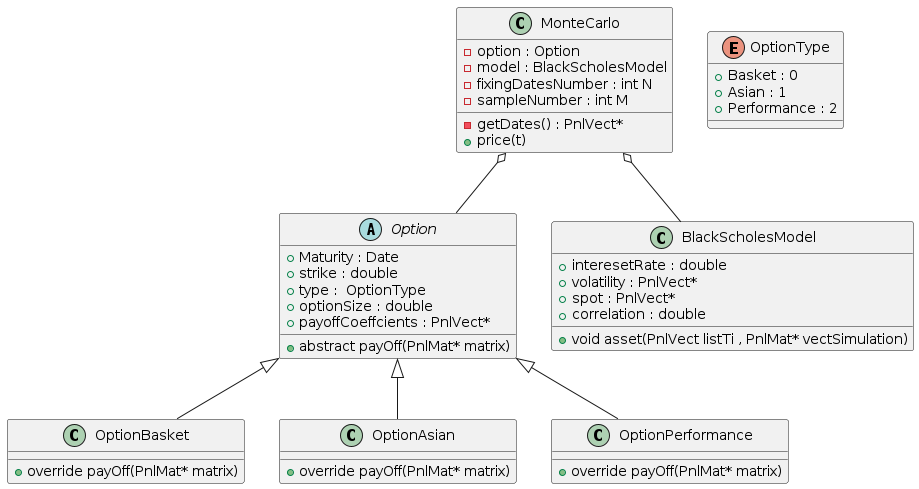 C MonteCarlo
option : Option
model : BlackScholesModel
fixingDatesNumber : int N
sampleNumber : int M
getDates() : PnlVect*
price(t)
E OptionType
Basket : 0
Asian : 1
Performance : 2
A Option
Maturity : Date
strike : double
type :  OptionType
optionSize : double
payoffCoeffcients : PnlVect*
abstract payOff(PnlMat* matrix)
C BlackScholesModel
interesetRate : double
volatility : PnlVect*
spot : PnlVect*
correlation : double
void asset(PnlVect listTi , PnlMat* vectSimulation)
C OptionBasket
override payOff(PnlMat* matrix)
C OptionAsian
override payOff(PnlMat* matrix)
C OptionPerformance
override payOff(PnlMat* matrix)